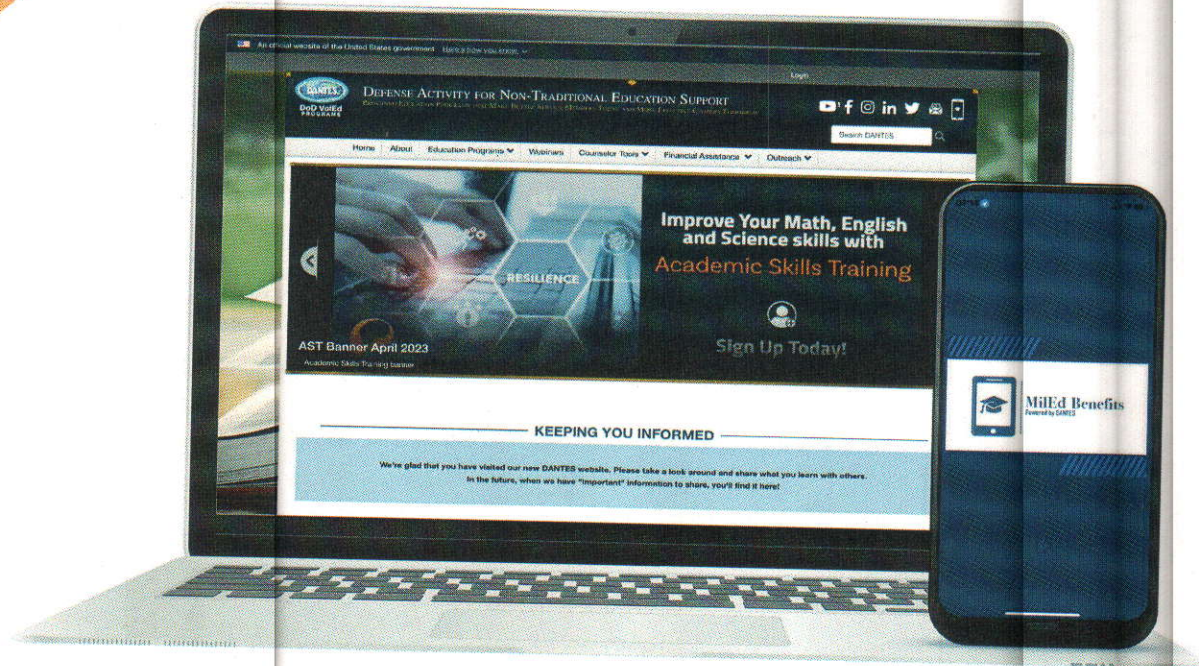 An official website of the United States government Here's how you know
Login
DANTES
DoD VolEd
PROGRAMS
DEFENSE ACTIVITY FOR NON-TRADITIONAL EDUCATION SUPPORT
Search DANTES
Home About Education Programs Webinars Counselor Tools Financial Assistance Outreach
RESILIENCE
Improve Your Math, English
and Science skills with
Academic Skills Training
Sign Up Today!
AST Banner April 2023
Academic Skills Training banner
KEEPING YOU INFORMED
We're glad that you have visited our new DANTES website. Please take a look around and share what you learn with others.
In the future, when we have "important" information to share, you'll find it here!
MilEd Benefits
Powered by DANTES